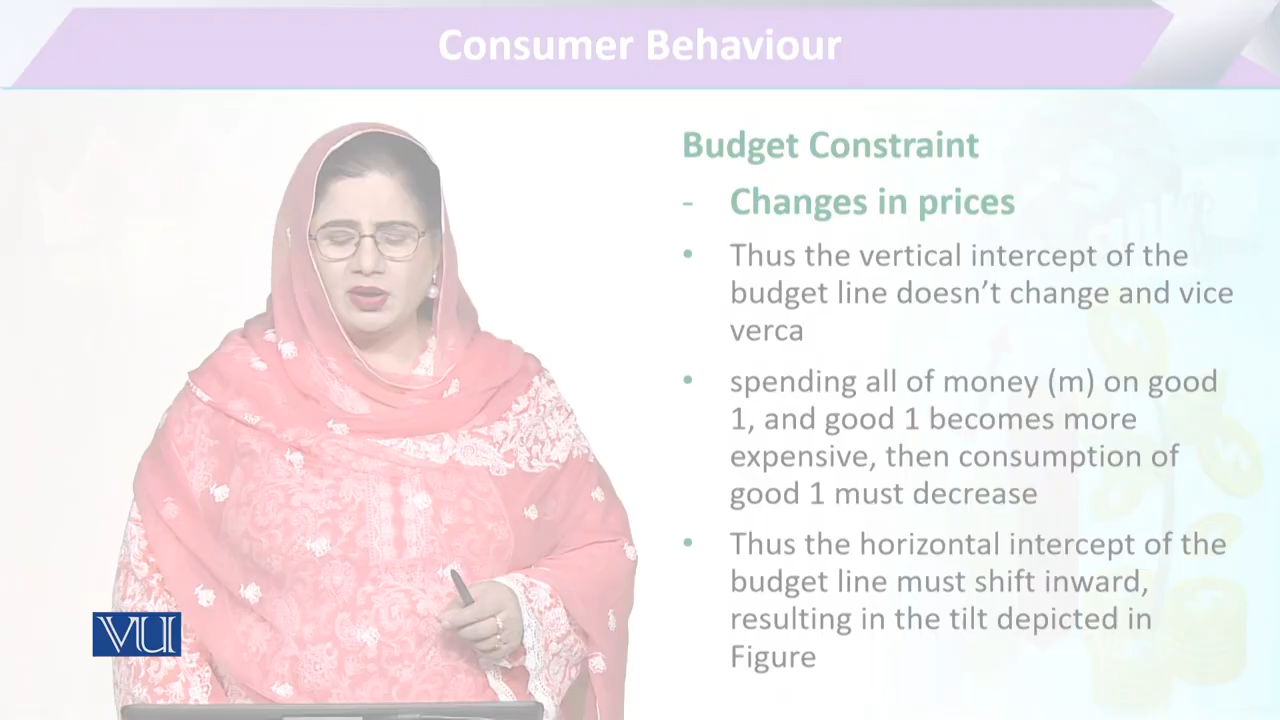 Consumer Behaviour
Budget Constraint
- Changes in prices
• Thus the vertical intercept of the
budget line doesn’t change and vice
verca
• spending all of money (m) on good
1, and good 1 becomes more
expensive, then consumption of
good 1 must decrease
• Thus the horizontal intercept of the
budget line must shift inward,
resulting in the tilt depicted in
Figure
VU